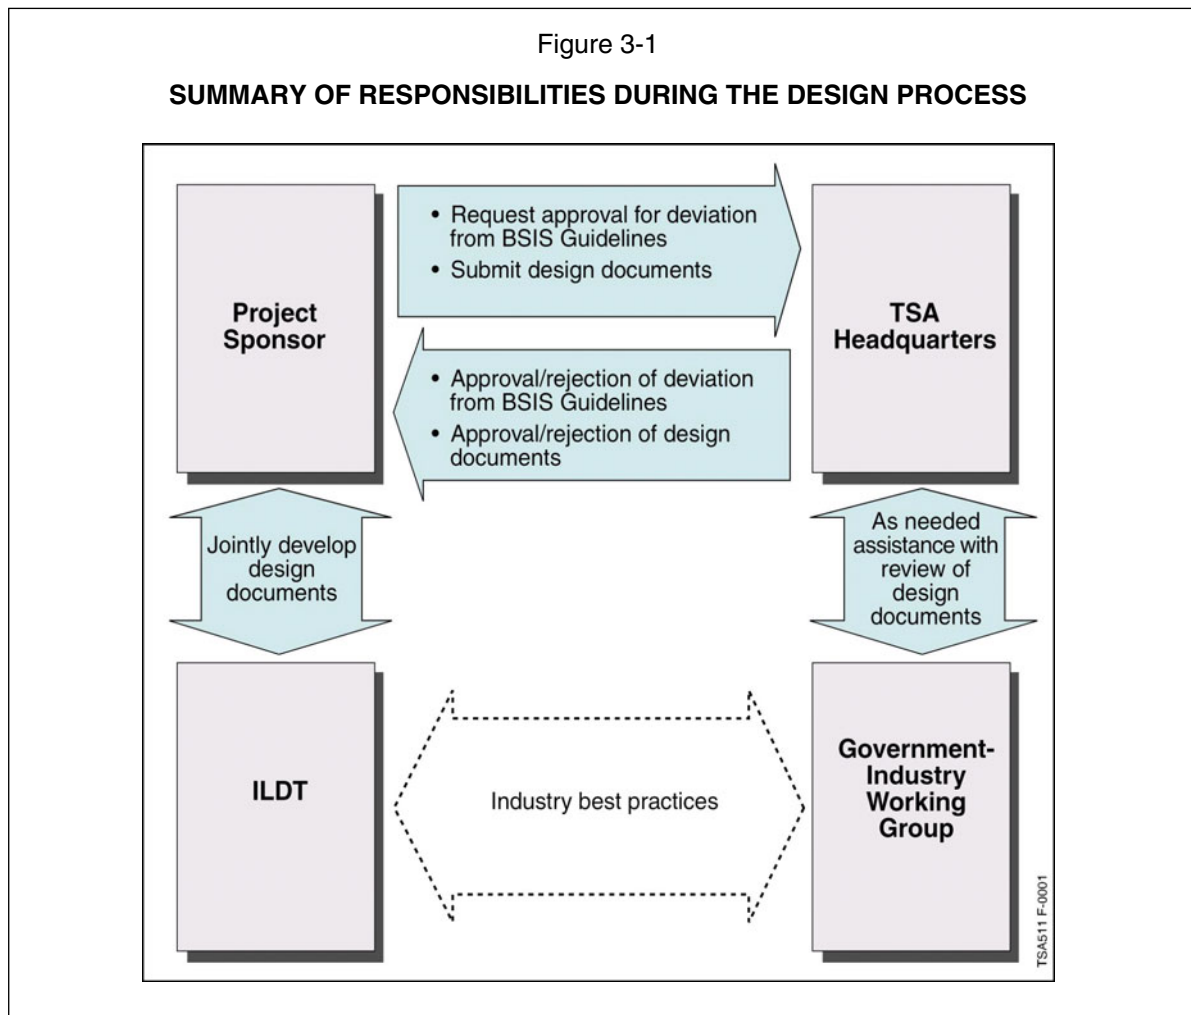 Figure 3-1
SUMMARY OF RESPONSIBILITIES DURING THE DESIGN PROCESS
Project
Sponsor
• Request approval for deviation
from BSIS Guidelines
• Submit design documents
TSA
Headquarters
• Approval/rejection of deviation
from BSIS Guidelines
• Approval/rejection of design
documents
Jointly develop
design
documents
As needed
assistance with
review of
design
documents
ILDT
Industry best practices
Government-
Industry
Working
Group
TSA511 F-0001